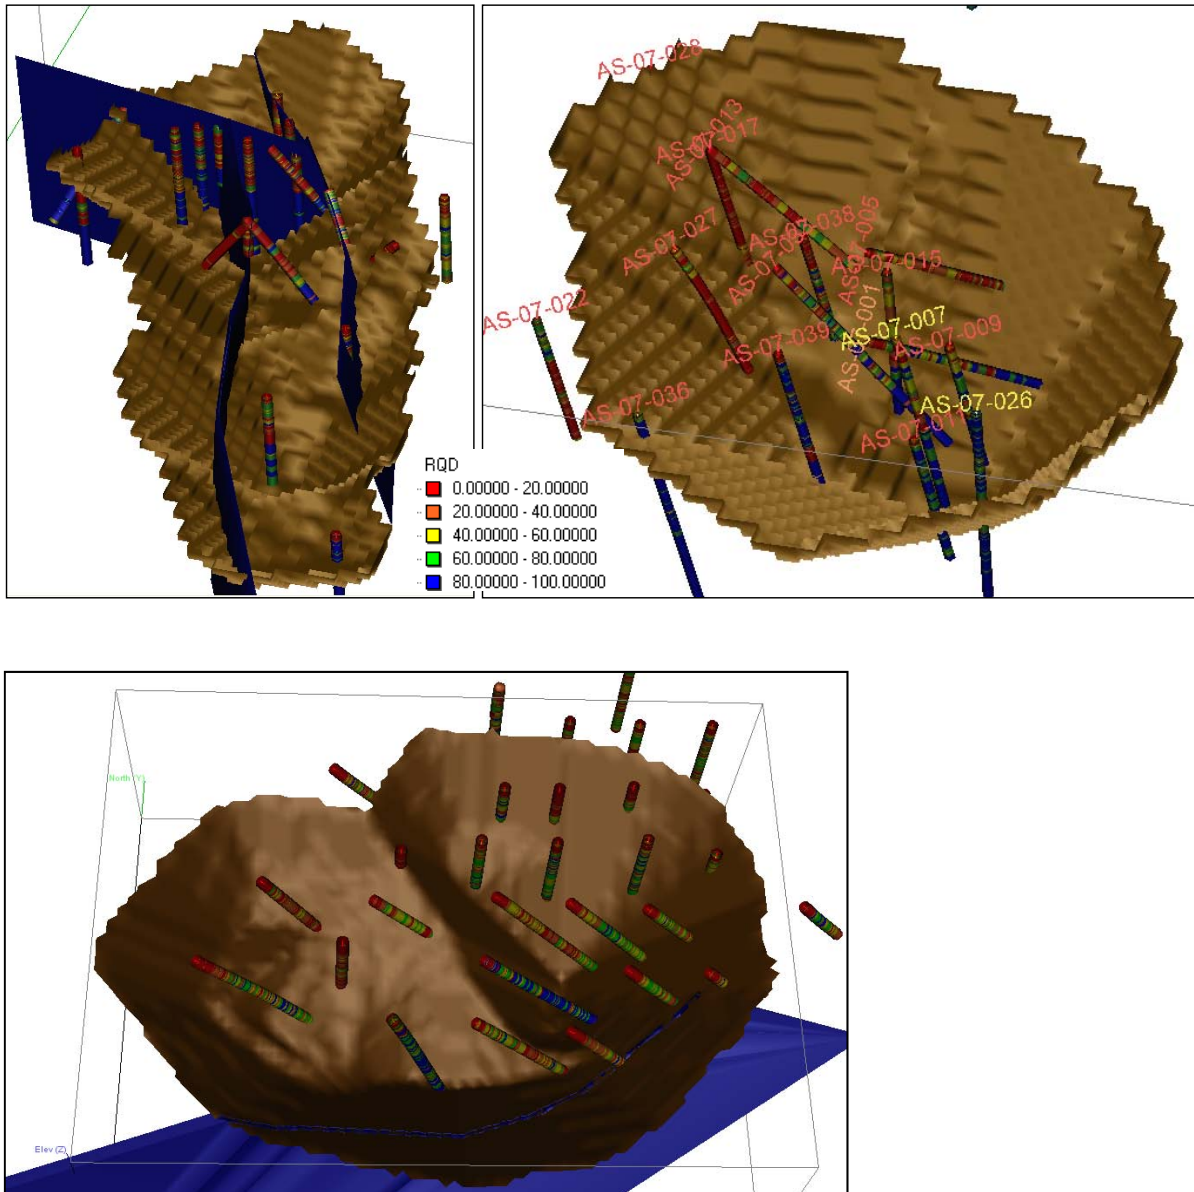 AS-07-028
AS-07-013
AS-07-017
AS-07-038
AS-07-027
AS-07-015
AS-07-022
AS-07-007
AS-07-039
AS-07-009
AS-07-036
AS-07-026
RQD
0.00000 - 20.00000
20.00000 - 40.00000
40.00000 - 60.00000
60.00000 - 80.00000
80.00000 - 100.00000
North (Y)
Elev (Z)